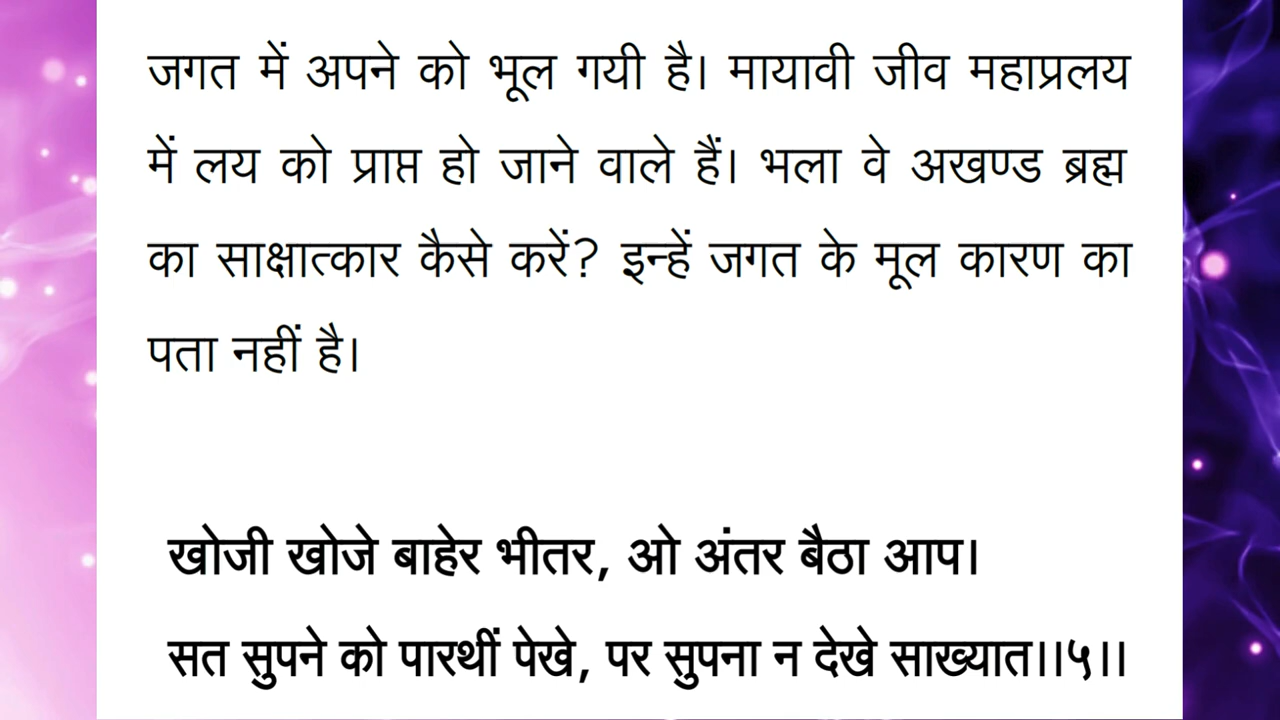 जगत में अपने को भूल गयी है। मायावी जीव महाप्रलय
में लय को प्राप्त हो जाने वाले हैं। भला वे अखण्ड ब्रह्म
का साक्षात्कार कैसे करें? इन्हें जगत के मूल कारण का
पता नहीं है।
खोजी खोजे बाहेर भीतर, ओ अंतर बैठा आप।
सत सुपने को पारथीं पेखे, पर सुपना न देखे साख्यात।।५।।